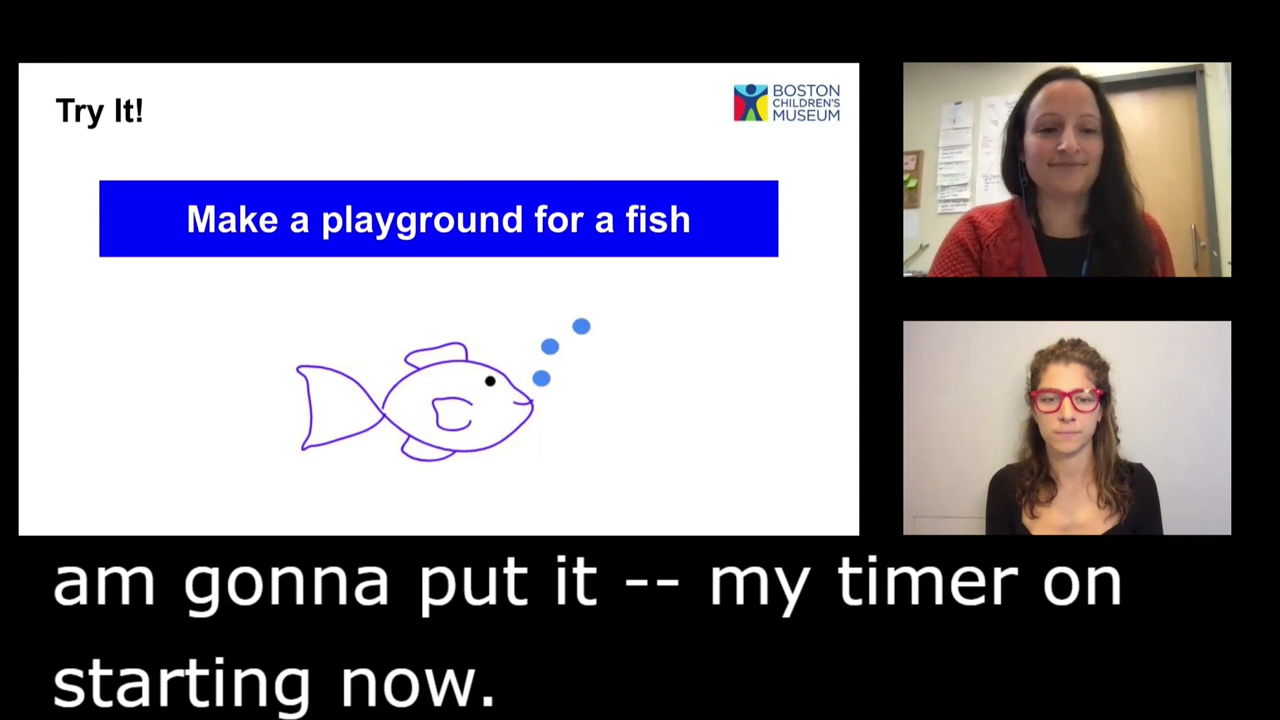 Try It!
BOSTON
CHILDREN'S
MUSEUM
Make a playground for a fish
am gonna put it -- my timer on
starting now.